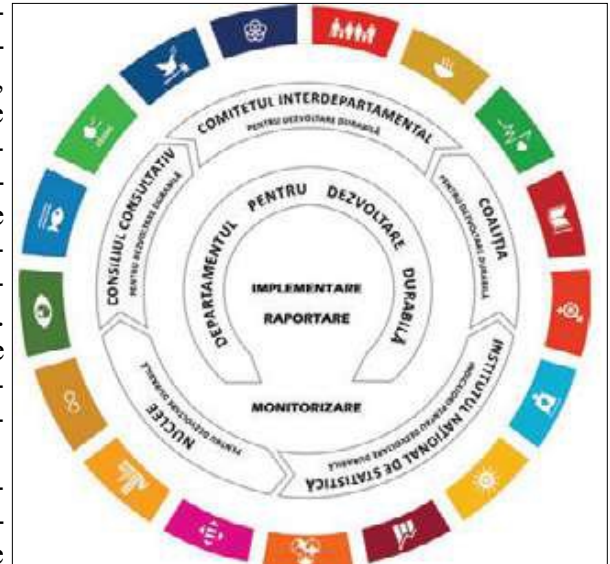 COMITETUL INTERDEPARTAMENTAL
PENTRU DEZVOLTARE DURABILĂ
COALIȚIA
PENTRU DEZVOLTARE DURABILĂ
INSTITUTUL NAȚIONAL DE STATISTICĂ
INDICATORI PENTRU DEZVOLTARE DURABILĂ
NUCLEE
PENTRU DEZVOLTARE DURABILĂ
CONSILIUL CONSULTATIV
PENTRU DEZVOLTARE DURABILĂ
DEPARTAMENTUL PENTRU DEZVOLTARE DURABILĂ
IMPLEMENTARE
RAPORTARE
MONITORIZARE